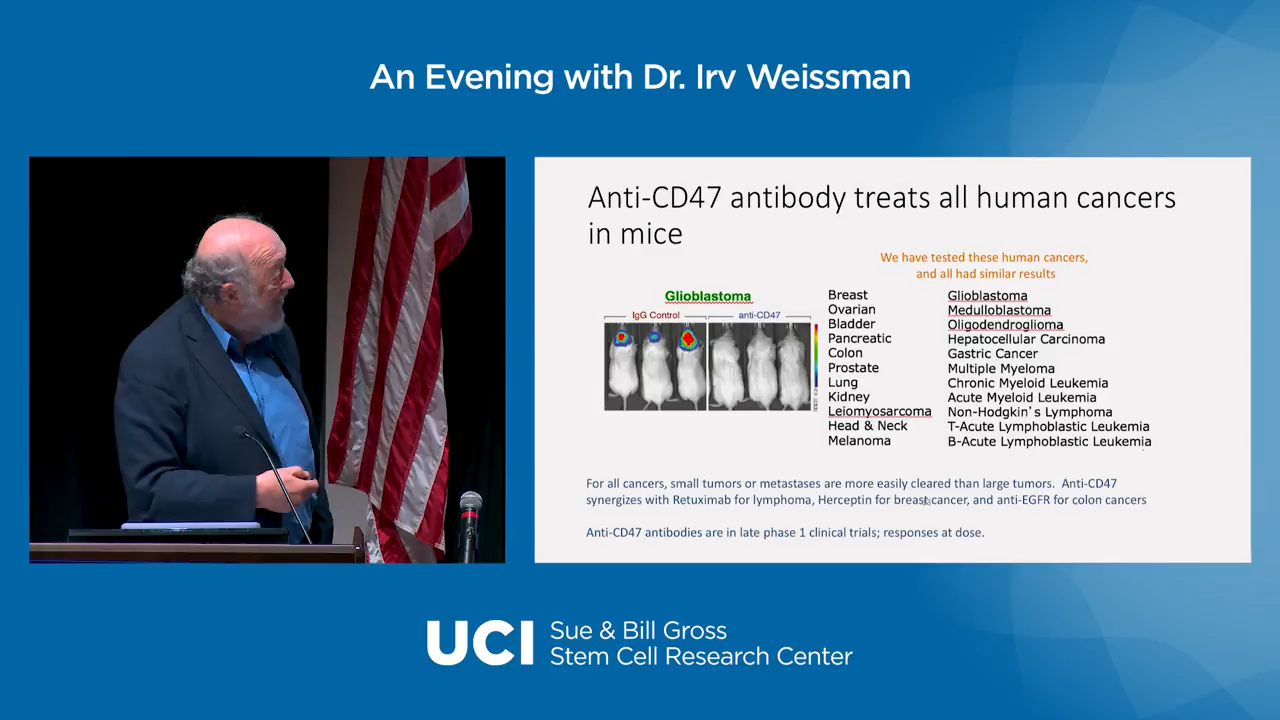 An Evening with Dr. Irv Weissman
Anti-CD47 antibody treats all human cancers
in mice
We have tested these human cancers,
and all had similar results
Glioblastoma
IgG Control
anti-CD47
Breast
Ovarian
Bladder
Pancreatic
Colon
Prostate
Lung
Kidney
Leiomyosarcoma
Head & Neck
Melanoma
Glioblastoma
Medulloblastoma
Oligodendroglioma
Hepatocellular Carcinoma
Gastric Cancer
Multiple Myeloma
Chronic Myeloid Leukemia
Acute Myeloid Leukemia
Non-Hodgkin's Lymphoma
T-Acute Lymphoblastic Leukemia
B-Acute Lymphoblastic Leukemia
For all cancers, small tumors or metastases are more easily cleared than large tumors. Anti-CD47
synergizes with Retuximab for lymphoma, Herceptin for breast cancer, and anti-EGFR for colon cancers
Anti-CD47 antibodies are in late phase 1 clinical trials; responses at dose.
UCI
Sue & Bill Gross
Stem Cell Research Center